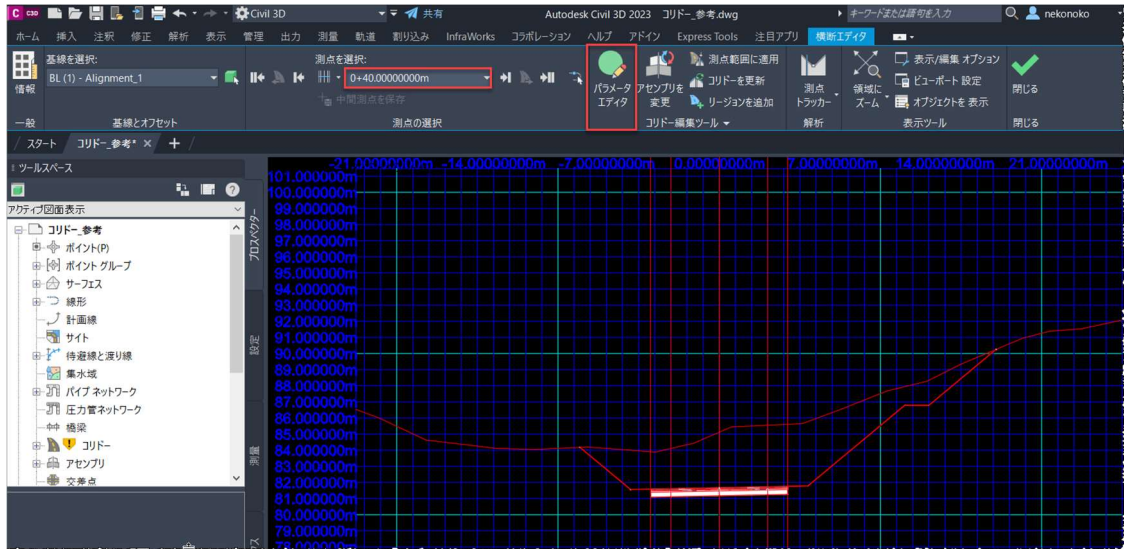 C C3D Civil 3D 共有 Autodesk Civil 3D 2023 コリドー_参考.dwg キーワードまたは語句を入力 nekonoko
ホーム 挿入 注釈 修正 解析 表示 管理 出力 測量 軌道 割り込み InfraWorks コラボレーション ヘルプ アドイン Express Tools 注目アプリ 横断エディタ
情報
基線を選択:
BL (1) - Alignment_1
測点を選択:
0+40.00000000m
中間測点を保存
パラメータ エディタ
アセンブリを 変更
測点範囲に適用
コリドーを更新
リージョンを追加
測点 トラッカー
領域に ズーム
表示/編集 オプション
ビューポート 設定
オブジェクトを 表示
閉じる
一般 基線とオフセット 測点の選択 コリドー編集ツール 解析 表示ツール 閉じる
スタート コリドー_参考* × +
ツールスペース
アクティブ図面表示
コリドー_参考
ポイント(P)
ポイント グループ
サーフェス
線形
計画線
サイト
待避線と渡り線
集水域
パイプ ネットワーク
圧力管ネットワーク
橋梁
コリドー
アセンブリ
交差点
プロスペクター
設定
測量
-21.00000000m -14.00000000m -7.00000000m 0.00000000m 7.00000000m 14.00000000m 21.00000000m
101.000000m
100.000000m
99.000000m
98.000000m
97.000000m
96.000000m
95.000000m
94.000000m
93.000000m
92.000000m
91.000000m
90.000000m
89.000000m
88.000000m
87.000000m
86.000000m
85.000000m
84.000000m
83.000000m
82.000000m
81.000000m
80.000000m
79.000000m